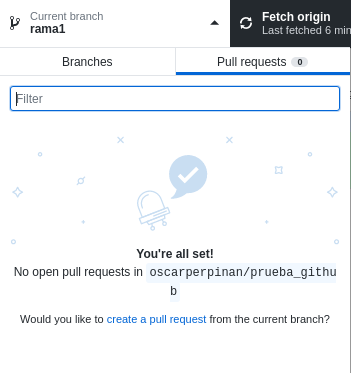 Current branch
rama1
Fetch origin
Last fetched 6 min
Branches
Pull requests 0
Filter
You're all set!
No open pull requests in oscarperpinan/prueba_githu
b
Would you like to create a pull request from the current branch?